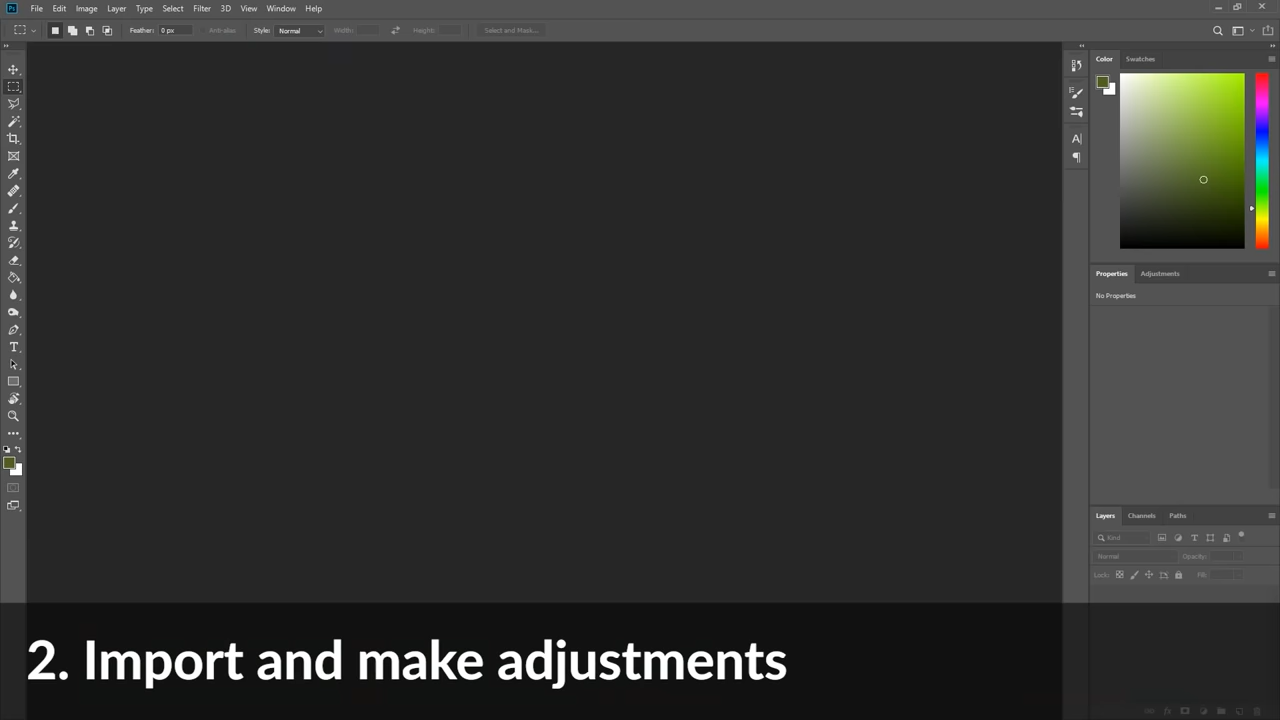 Ps File Edit Image Layer Type Select Filter 3D View Window Help
Feather: 0 px Anti-alias Style: Normal Width: Height: Select and Mask...
Color Swatches
Properties Adjustments
No Properties
Layers Channels Paths
Kind
Normal Opacity:
Lock: Fill:
2. Import and make adjustments